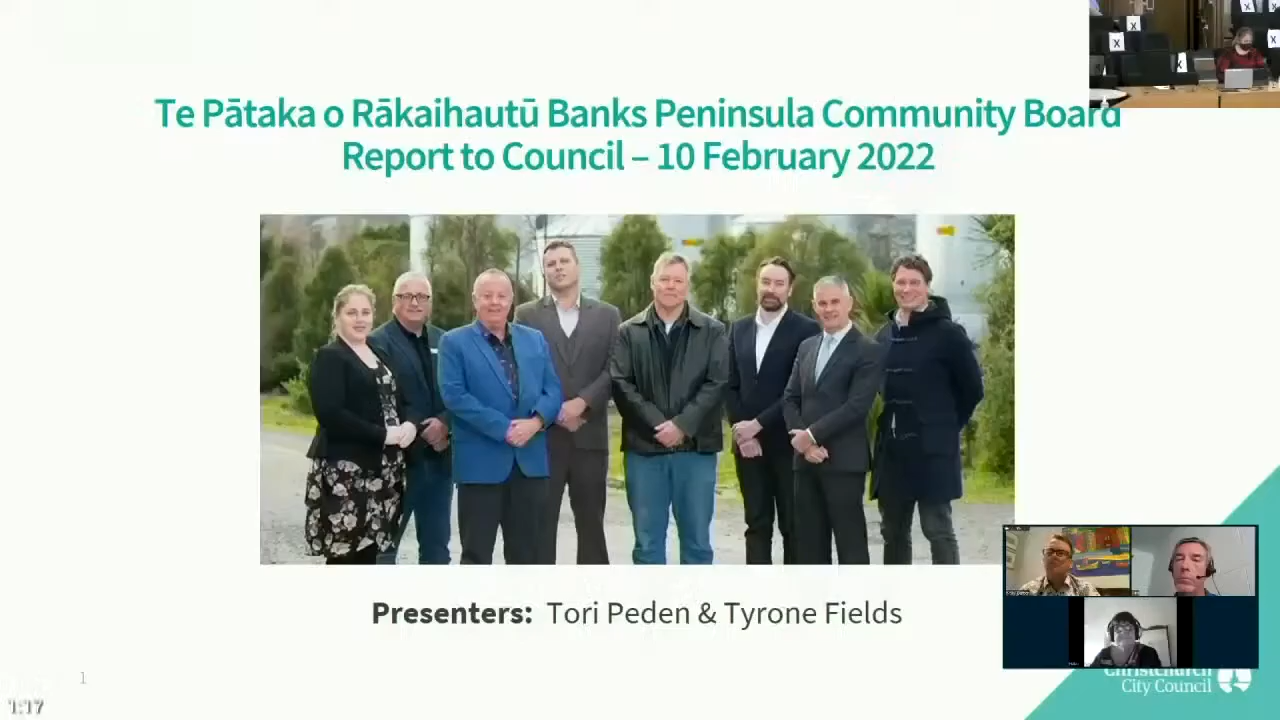 Te Pātaka o Rākaihautū Banks Peninsula Community Board
Report to Council – 10 February 2022
Presenters: Tori Peden & Tyrone Fields
1
1:17
Christchurch
City Council
X
X
X
X
X
X